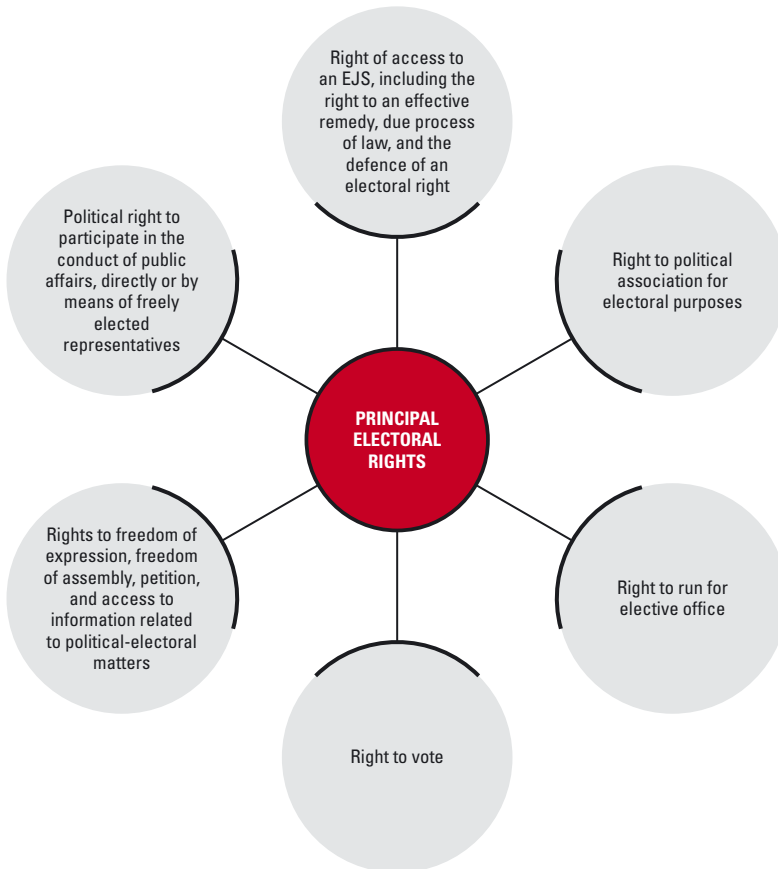 Right of access to
an EJS, including the
right to an effective
remedy, due process
of law, and the
defence of an
electoral right
Political right to
participate in the
conduct of public
affairs, directly or by
means of freely
elected
representatives
Right to political
association for
electoral purposes
PRINCIPAL
ELECTORAL
RIGHTS
Rights to freedom of
expression, freedom
of assembly, petition,
and access to
information related
to political-electoral
matters
Right to run for
elective office
Right to vote